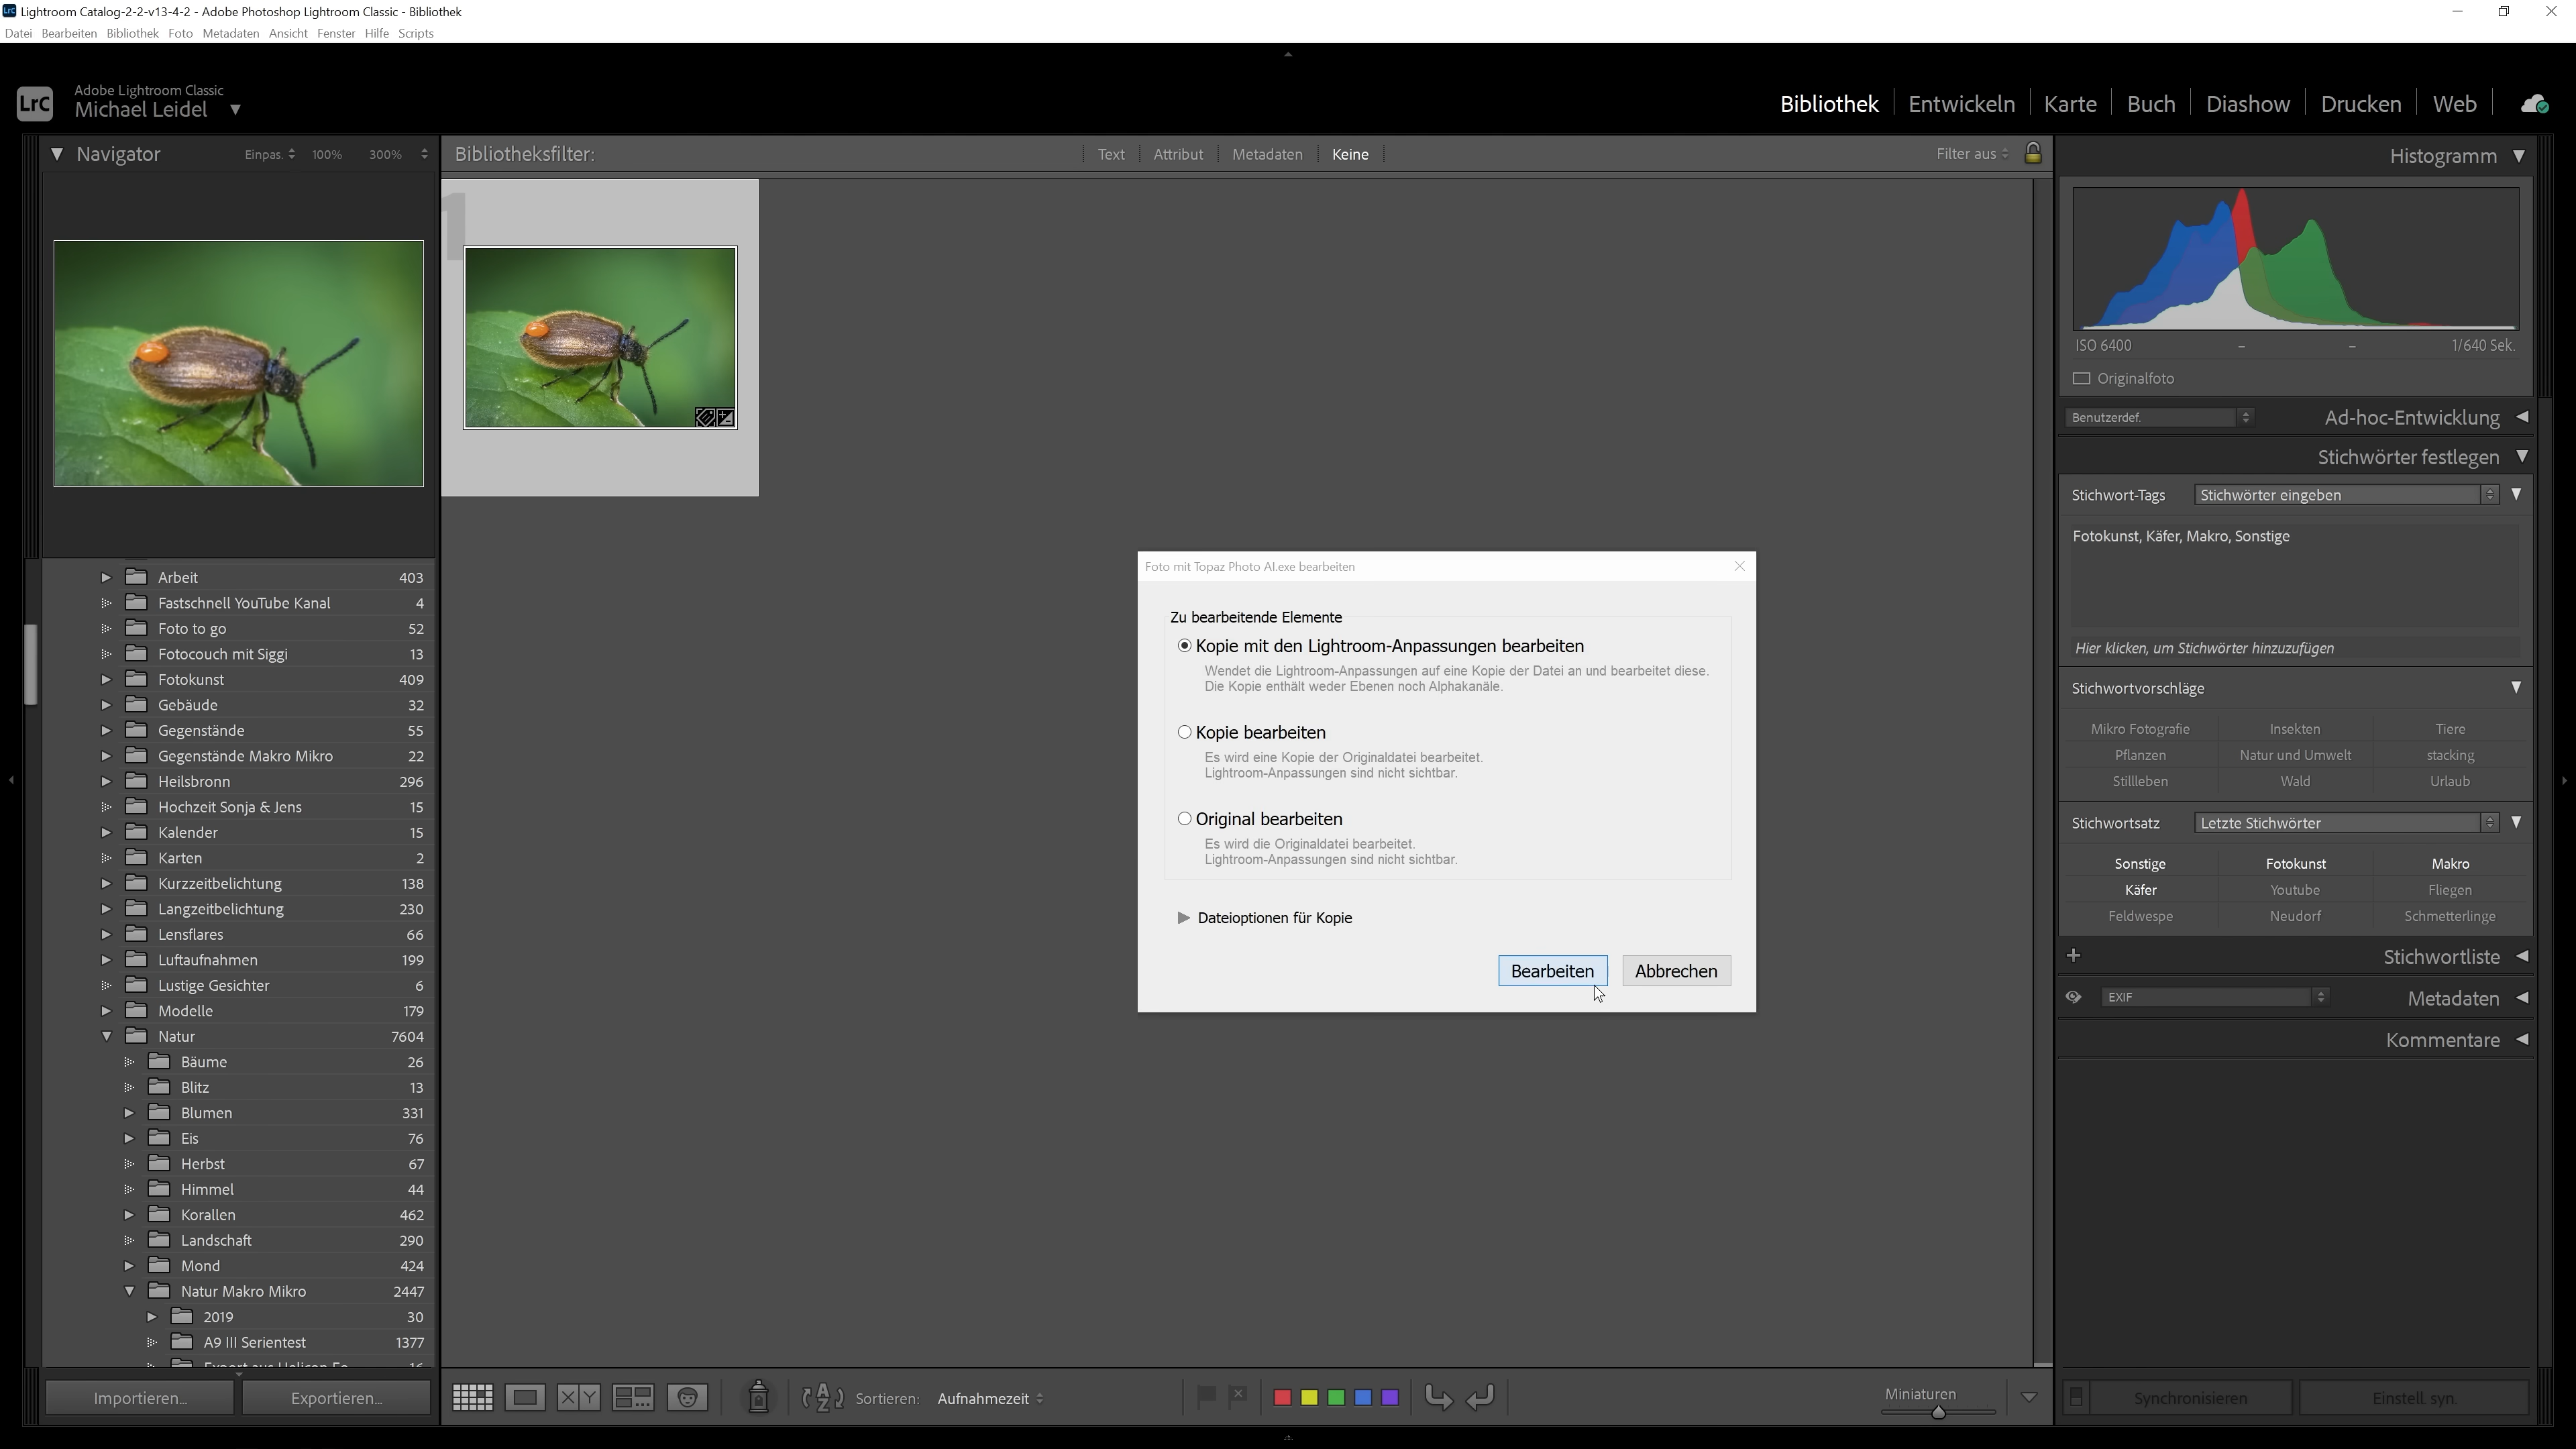 Lightroom Catalog-2-2-v13-4-2 - Adobe Photoshop Lightroom Classic - Bibliothek
Datei Bearbeiten Bibliothek Foto Metadaten Ansicht Fenster Hilfe Scripts
LrC
Adobe Lightroom Classic
Michael Leidel
Bibliothek Entwickeln Karte Buch Diashow Drucken Web
Navigator Einpas. 100% 300%
Bibliotheksfilter: Text Attribut Metadaten Keine Filter aus
Histogramm
1
ISO 6400 – – 1/640 Sek.
Originalfoto
Benutzerdef. Ad-hoc-Entwicklung
Stichwörter festlegen
Stichwort-Tags Stichwörter eingeben
Fotokunst, Käfer, Makro, Sonstige
Hier klicken, um Stichwörter hinzuzufügen
Stichwortvorschläge
Mikro Fotografie Insekten Tiere
Pflanzen Natur und Umwelt stacking
Stillleben Wald Urlaub
Stichwortsatz Letzte Stichwörter
Sonstige Fotokunst Makro
Käfer Youtube Fliegen
Feldwespe Neudorf Schmetterlinge
Stichwortliste
EXIF Metadaten
Kommentare
Foto mit Topaz Photo AI.exe bearbeiten
Zu bearbeitende Elemente
Kopie mit den Lightroom-Anpassungen bearbeiten
Wendet die Lightroom-Anpassungen auf eine Kopie der Datei an und bearbeitet diese.
Die Kopie enthält weder Ebenen noch Alphakanäle.
Kopie bearbeiten
Es wird eine Kopie der Originaldatei bearbeitet.
Lightroom-Anpassungen sind nicht sichtbar.
Original bearbeiten
Es wird die Originaldatei bearbeitet.
Lightroom-Anpassungen sind nicht sichtbar.
Dateioptionen für Kopie
Bearbeiten Abbrechen
Arbeit 403
Fastschnell YouTube Kanal 4
Foto to go 52
Fotocouch mit Siggi 13
Fotokunst 409
Gebäude 32
Gegenstände 55
Gegenstände Makro Mikro 22
Heilsbronn 296
Hochzeit Sonja & Jens 15
Kalender 15
Karten 2
Kurzzeitbelichtung 138
Langzeitbelichtung 230
Lensflares 66
Luftaufnahmen 199
Lustige Gesichter 6
Modelle 179
Natur 7604
Bäume 26
Blitz 13
Blumen 331
Eis 76
Herbst 67
Himmel 44
Korallen 462
Landschaft 290
Mond 424
Natur Makro Mikro 2447
2019 30
A9 III Serientest 1377
Importieren... Exportieren...
XY
Sortieren: Aufnahmezeit
Miniaturen
Synchronisieren Einstell. syn.